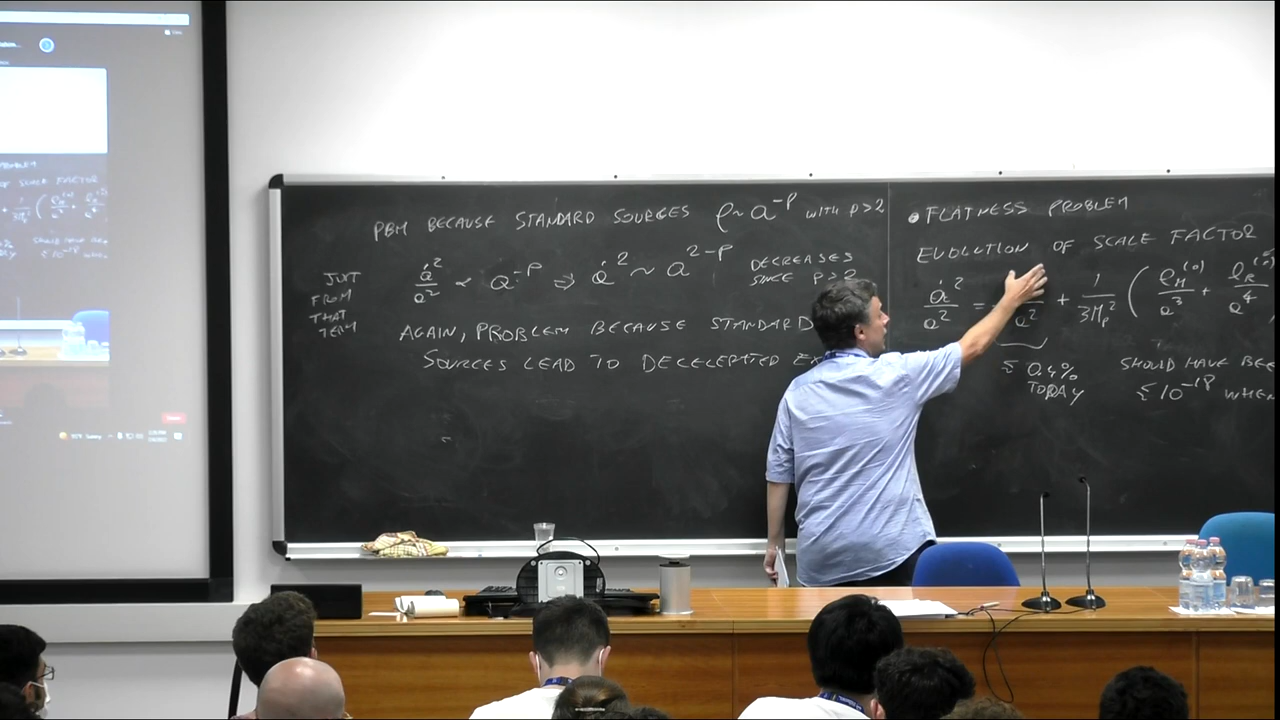 PBM BECAUSE STANDARD SOURCES ρ ~ a^-p WITH p>2
JUST FROM THAT TERM
ȧ²/a² ∝ a^-p ⇒ ȧ² ~ a^2-p DECREASES SINCE p>2
AGAIN, PROBLEM BECAUSE STANDARD
SOURCES LEAD TO DECELERATED
• FLATNESS PROBLEM
EVOLUTION OF SCALE FACTOR
ȧ²/a² = /a² + 1/3M_p² ( ρ_M^(0)/a³ + ρ_R^(0)/a⁴
≲ 0.4% TODAY
SHOULD HAVE
≲ 10^-18 WHEN